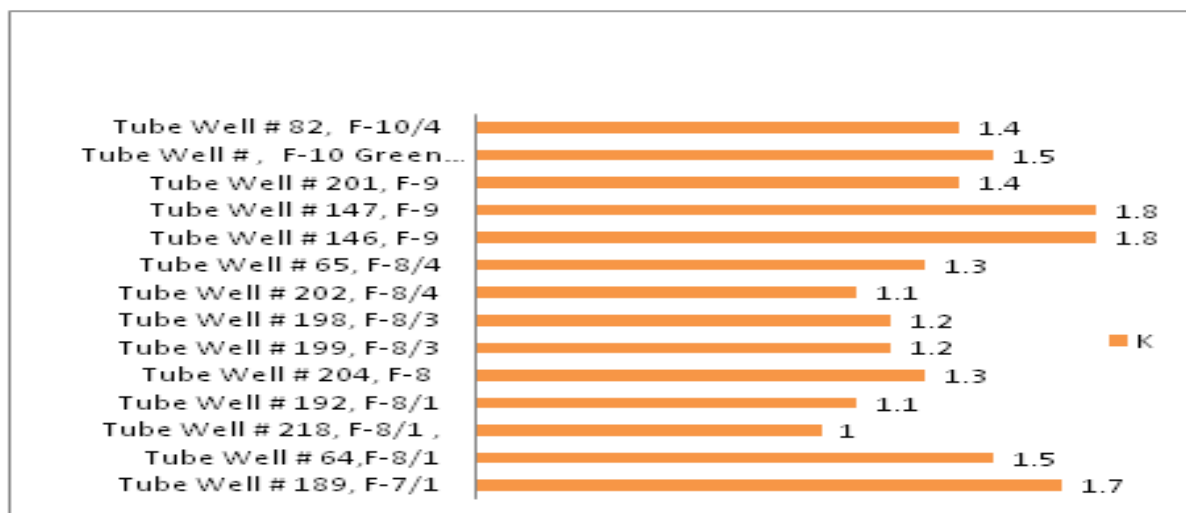 Tube Well # 82, F-10/4 1.4
Tube Well # , F-10 Green... 1.5
Tube Well # 201, F-9 1.4
Tube Well # 147, F-9 1.8
Tube Well # 146, F-9 1.8
Tube Well # 65, F-8/4 1.3
Tube Well # 202, F-8/4 1.1
Tube Well # 198, F-8/3 1.2
Tube Well # 199, F-8/3 1.2
K
Tube Well # 204, F-8 1.3
Tube Well # 192, F-8/1 1.1
Tube Well # 218, F-8/1 , 1
Tube Well # 64,F-8/1 1.5
Tube Well # 189, F-7/1 1.7